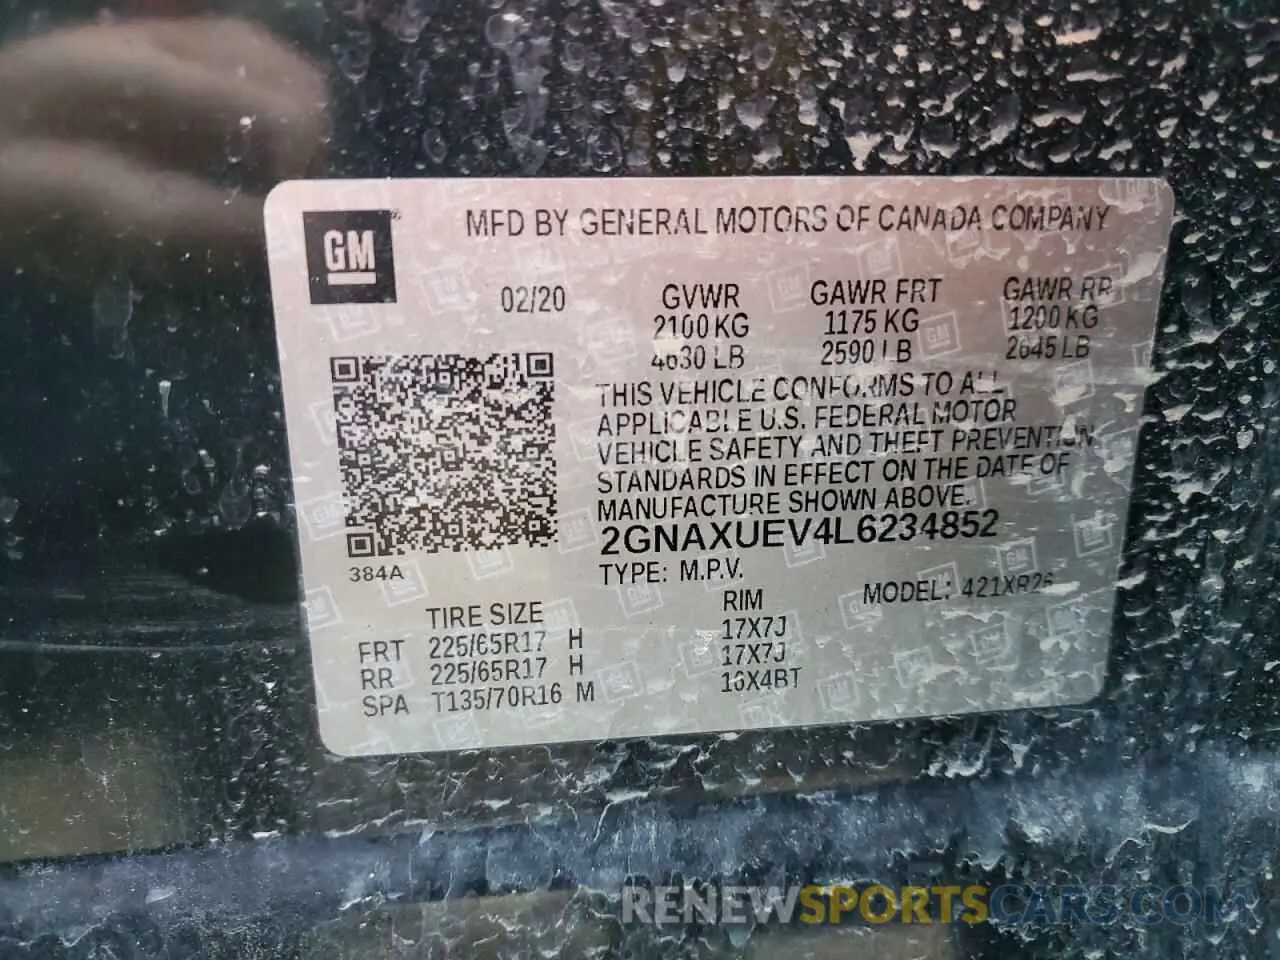 GM
MFD BY GENERAL MOTORS OF CANADA COMPANY
02/20 GVWR GAWR FRT GAWR RR
2100 KG 1175 KG 1200 KG
4630 LB 2590 LB 2645 LB
THIS VEHICLE CONFORMS TO ALL
APPLICABLE U.S. FEDERAL MOTOR
VEHICLE SAFETY AND THEFT PREVENTION
STANDARDS IN EFFECT ON THE DATE OF
MANUFACTURE SHOWN ABOVE.
2GNAXUEV4L6234852
384A
TYPE: M.P.V. MODEL: 421XR26
TIRE SIZE RIM
FRT 225/65R17 H 17X7J
RR 225/65R17 H 17X7J
SPA T135/70R16 M 16X4BT
RENEWSPORTSCARS.COM